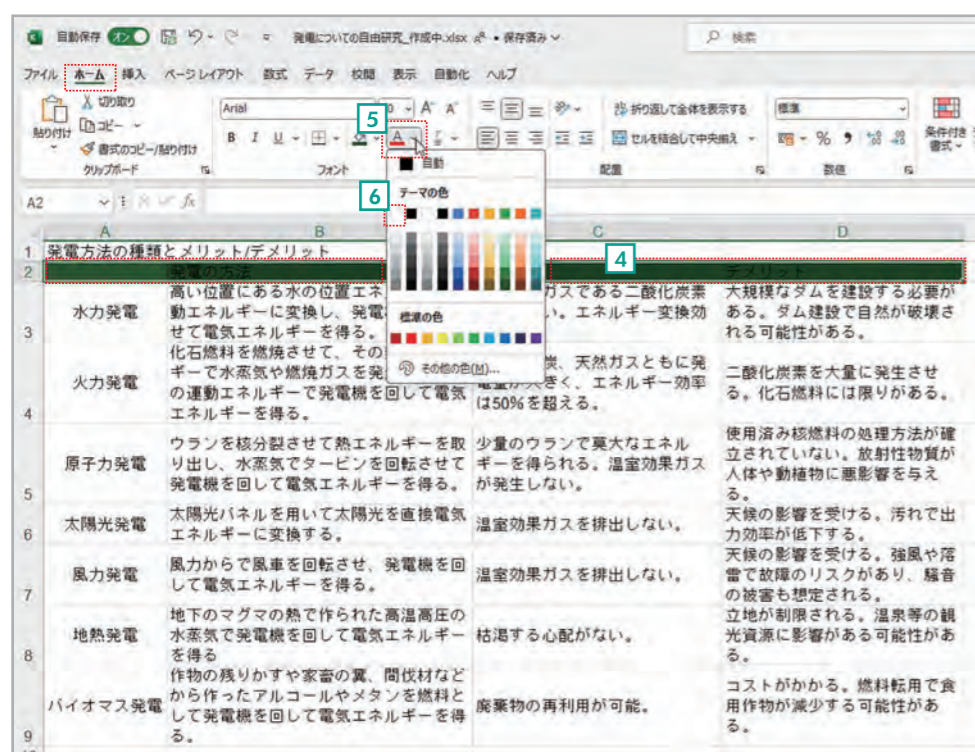 自動保存 オン 発電についての自由研究_作成中.xlsx • 保存済み 検索
ファイル ホーム 挿入 ページ レイアウト 数式 データ 校閲 表示 自動化 ヘルプ
貼り付け
切り取り
コピー
書式のコピー/貼り付け
クリップボード
Arial
A A
B I U
A
フォント
5
折り返して全体を表示する
セルを結合して中央揃え
配置
標準
% 9
数値
条件付き
書式
自動
テーマの色
6
標準の色
その他の色(M)...
A2 fx
A B C D
1 発電方法の種類とメリット/デメリット
4
2 発電の方法 デメリット
3 水力発電
高い位置にある水の位置エネ
動エネルギーに変換し、発電
せて電気エネルギーを得る。
ガスである二酸化炭素
い。エネルギー変換効
大規模なダムを建設する必要が
ある。ダム建設で自然が破壊さ
れる可能性がある。
4 火力発電
化石燃料を燃焼させて、その
ギーで水蒸気や燃焼ガスを発
の運動エネルギーで発電機を回して電気
エネルギーを得る。
炭、天然ガスともに発
電量が大きく、エネルギー効率
は50%を超える。
二酸化炭素を大量に発生させ
る。化石燃料には限りがある。
5 原子力発電
ウランを核分裂させて熱エネルギーを取
り出し、水蒸気でタービンを回転させて
発電機を回して電気エネルギーを得る。
少量のウランで莫大なエネル
ギーを得られる。温室効果ガス
が発生しない。
使用済み核燃料の処理方法が確
立されていない。放射性物質が
人体や動植物に悪影響を与え
る。
6 太陽光発電
太陽光パネルを用いて太陽光を直接電気
エネルギーに変換する。
温室効果ガスを排出しない。
天候の影響を受ける。汚れで出
力効率が低下する。
7 風力発電
風力からで風車を回転させ、発電機を回
して電気エネルギーを得る。
温室効果ガスを排出しない。
天候の影響を受ける。強風や落
雷で故障のリスクがあり、騒音
の被害も想定される。
8 地熱発電
地下のマグマの熱で作られた高温高圧の
水蒸気で発電機を回して電気エネルギー
を得る
枯渇する心配がない。
立地が制限される。温泉等の観
光資源に影響がある可能性があ
る。
9 バイオマス発電
作物の残りかすや家畜の糞、間伐材など
から作ったアルコールやメタンを燃料と
して発電機を回して電気エネルギーを得
る。
廃棄物の再利用が可能。
コストがかかる。燃料転用で食
用作物が減少する可能性があ
る。